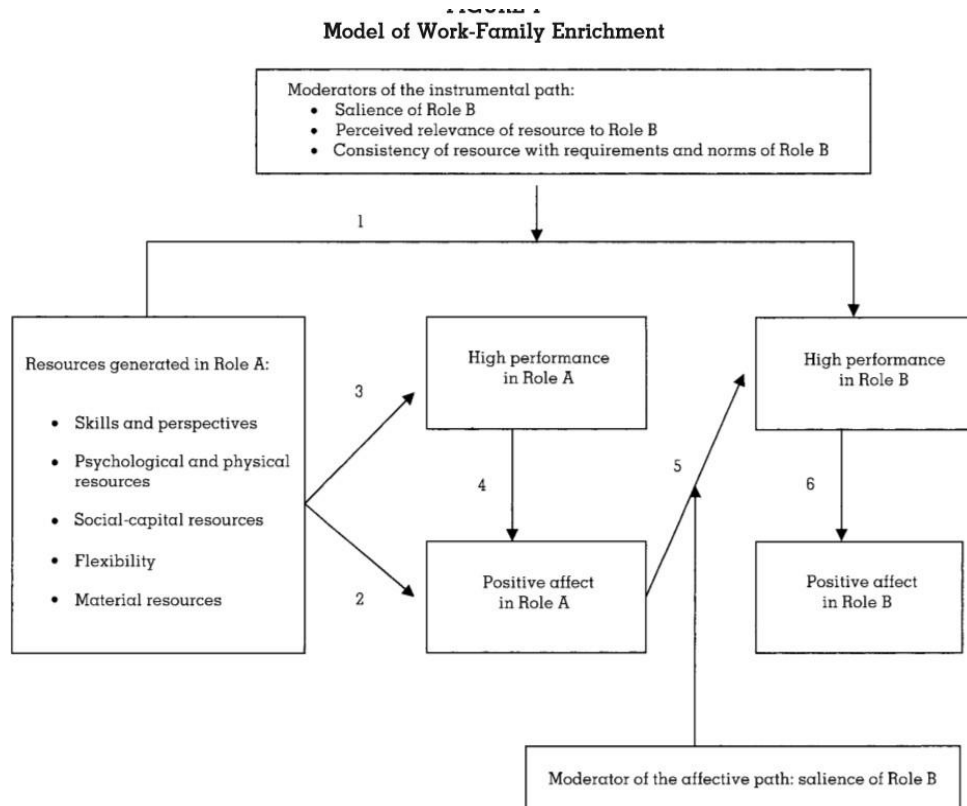 Model of Work-Family Enrichment
Moderators of the instrumental path:
• Salience of Role B
• Perceived relevance of resource to Role B
• Consistency of resource with requirements and norms of Role B
1
Resources generated in Role A:
• Skills and perspectives
• Psychological and physical
resources
• Social-capital resources
• Flexibility
• Material resources
3
2
High performance
in Role A
4
Positive affect
in Role A
5
High performance
in Role B
6
Positive affect
in Role B
Moderator of the affective path: salience of Role B